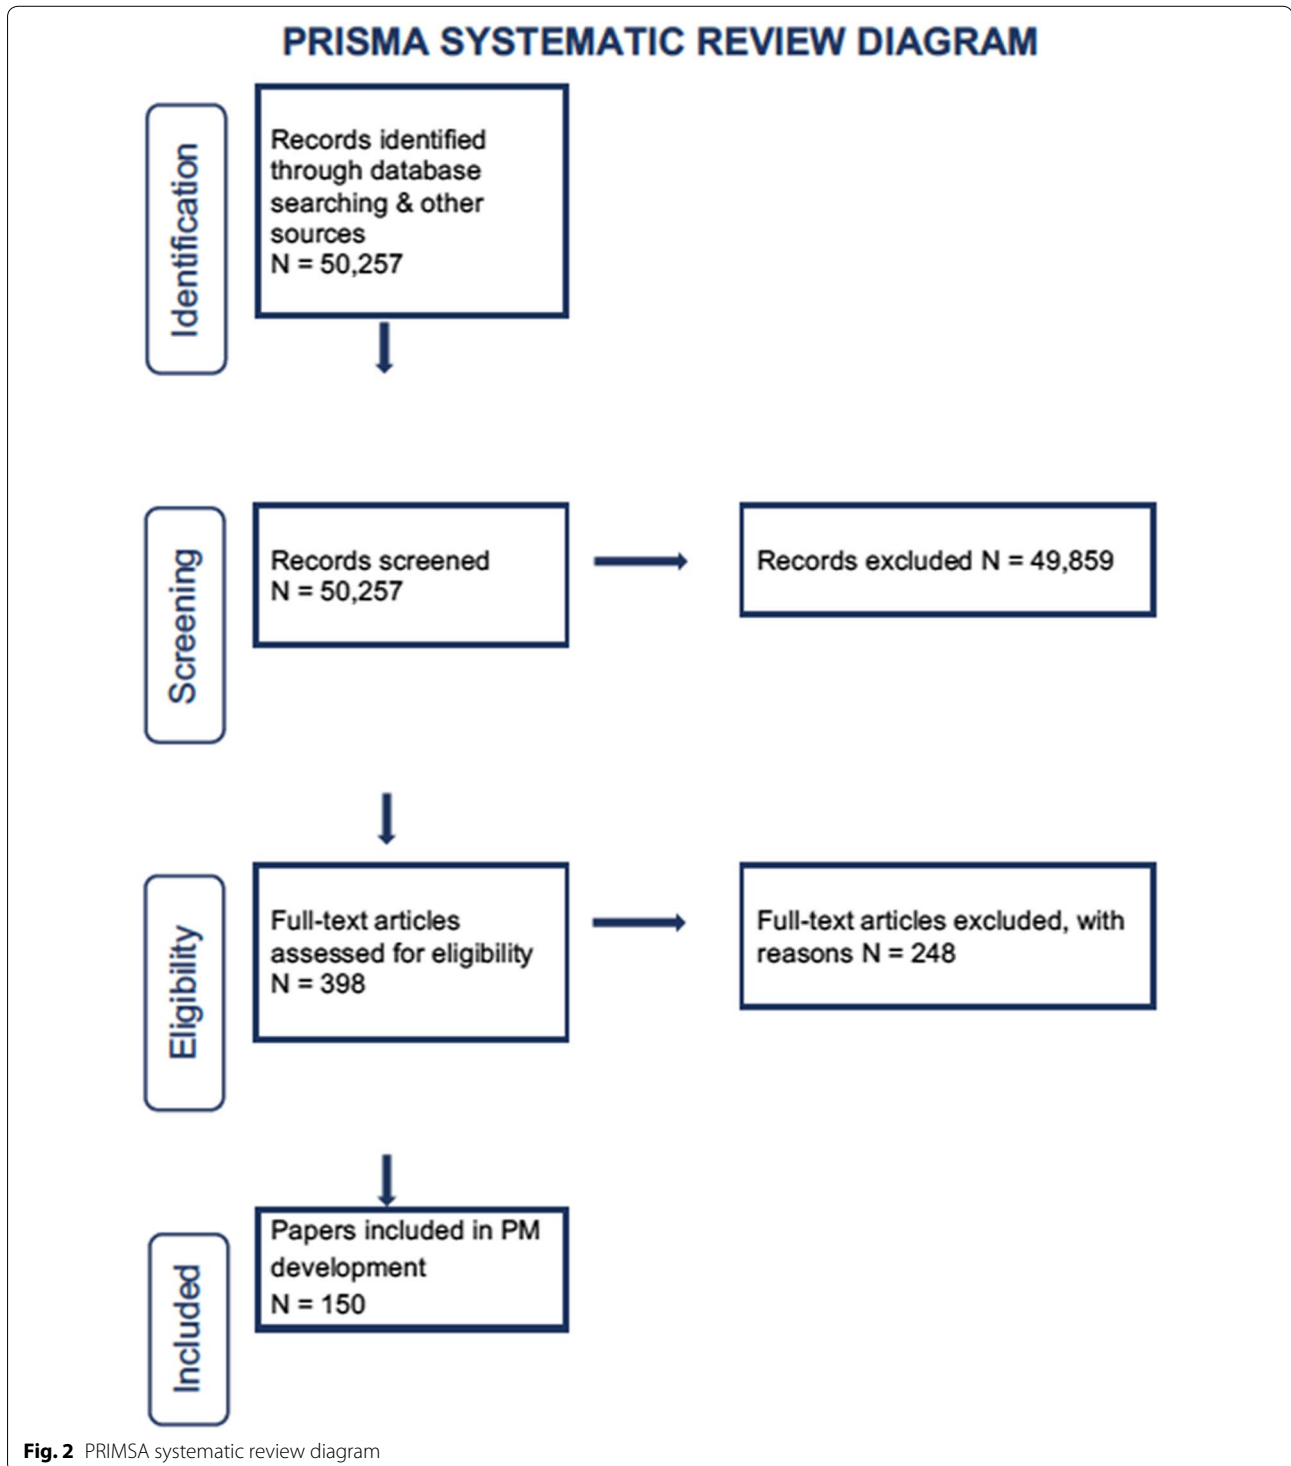 PRISMA SYSTEMATIC REVIEW DIAGRAM
Identification
Records identified
through database
searching & other
sources
N = 50,257
Screening
Records screened
N = 50,257
Records excluded N = 49,859
Eligibility
Full-text articles
assessed for eligibility
N = 398
Full-text articles excluded, with
reasons N = 248
Included
Papers included in PM
development
N = 150
Fig. 2 PRIMSA systematic review diagram